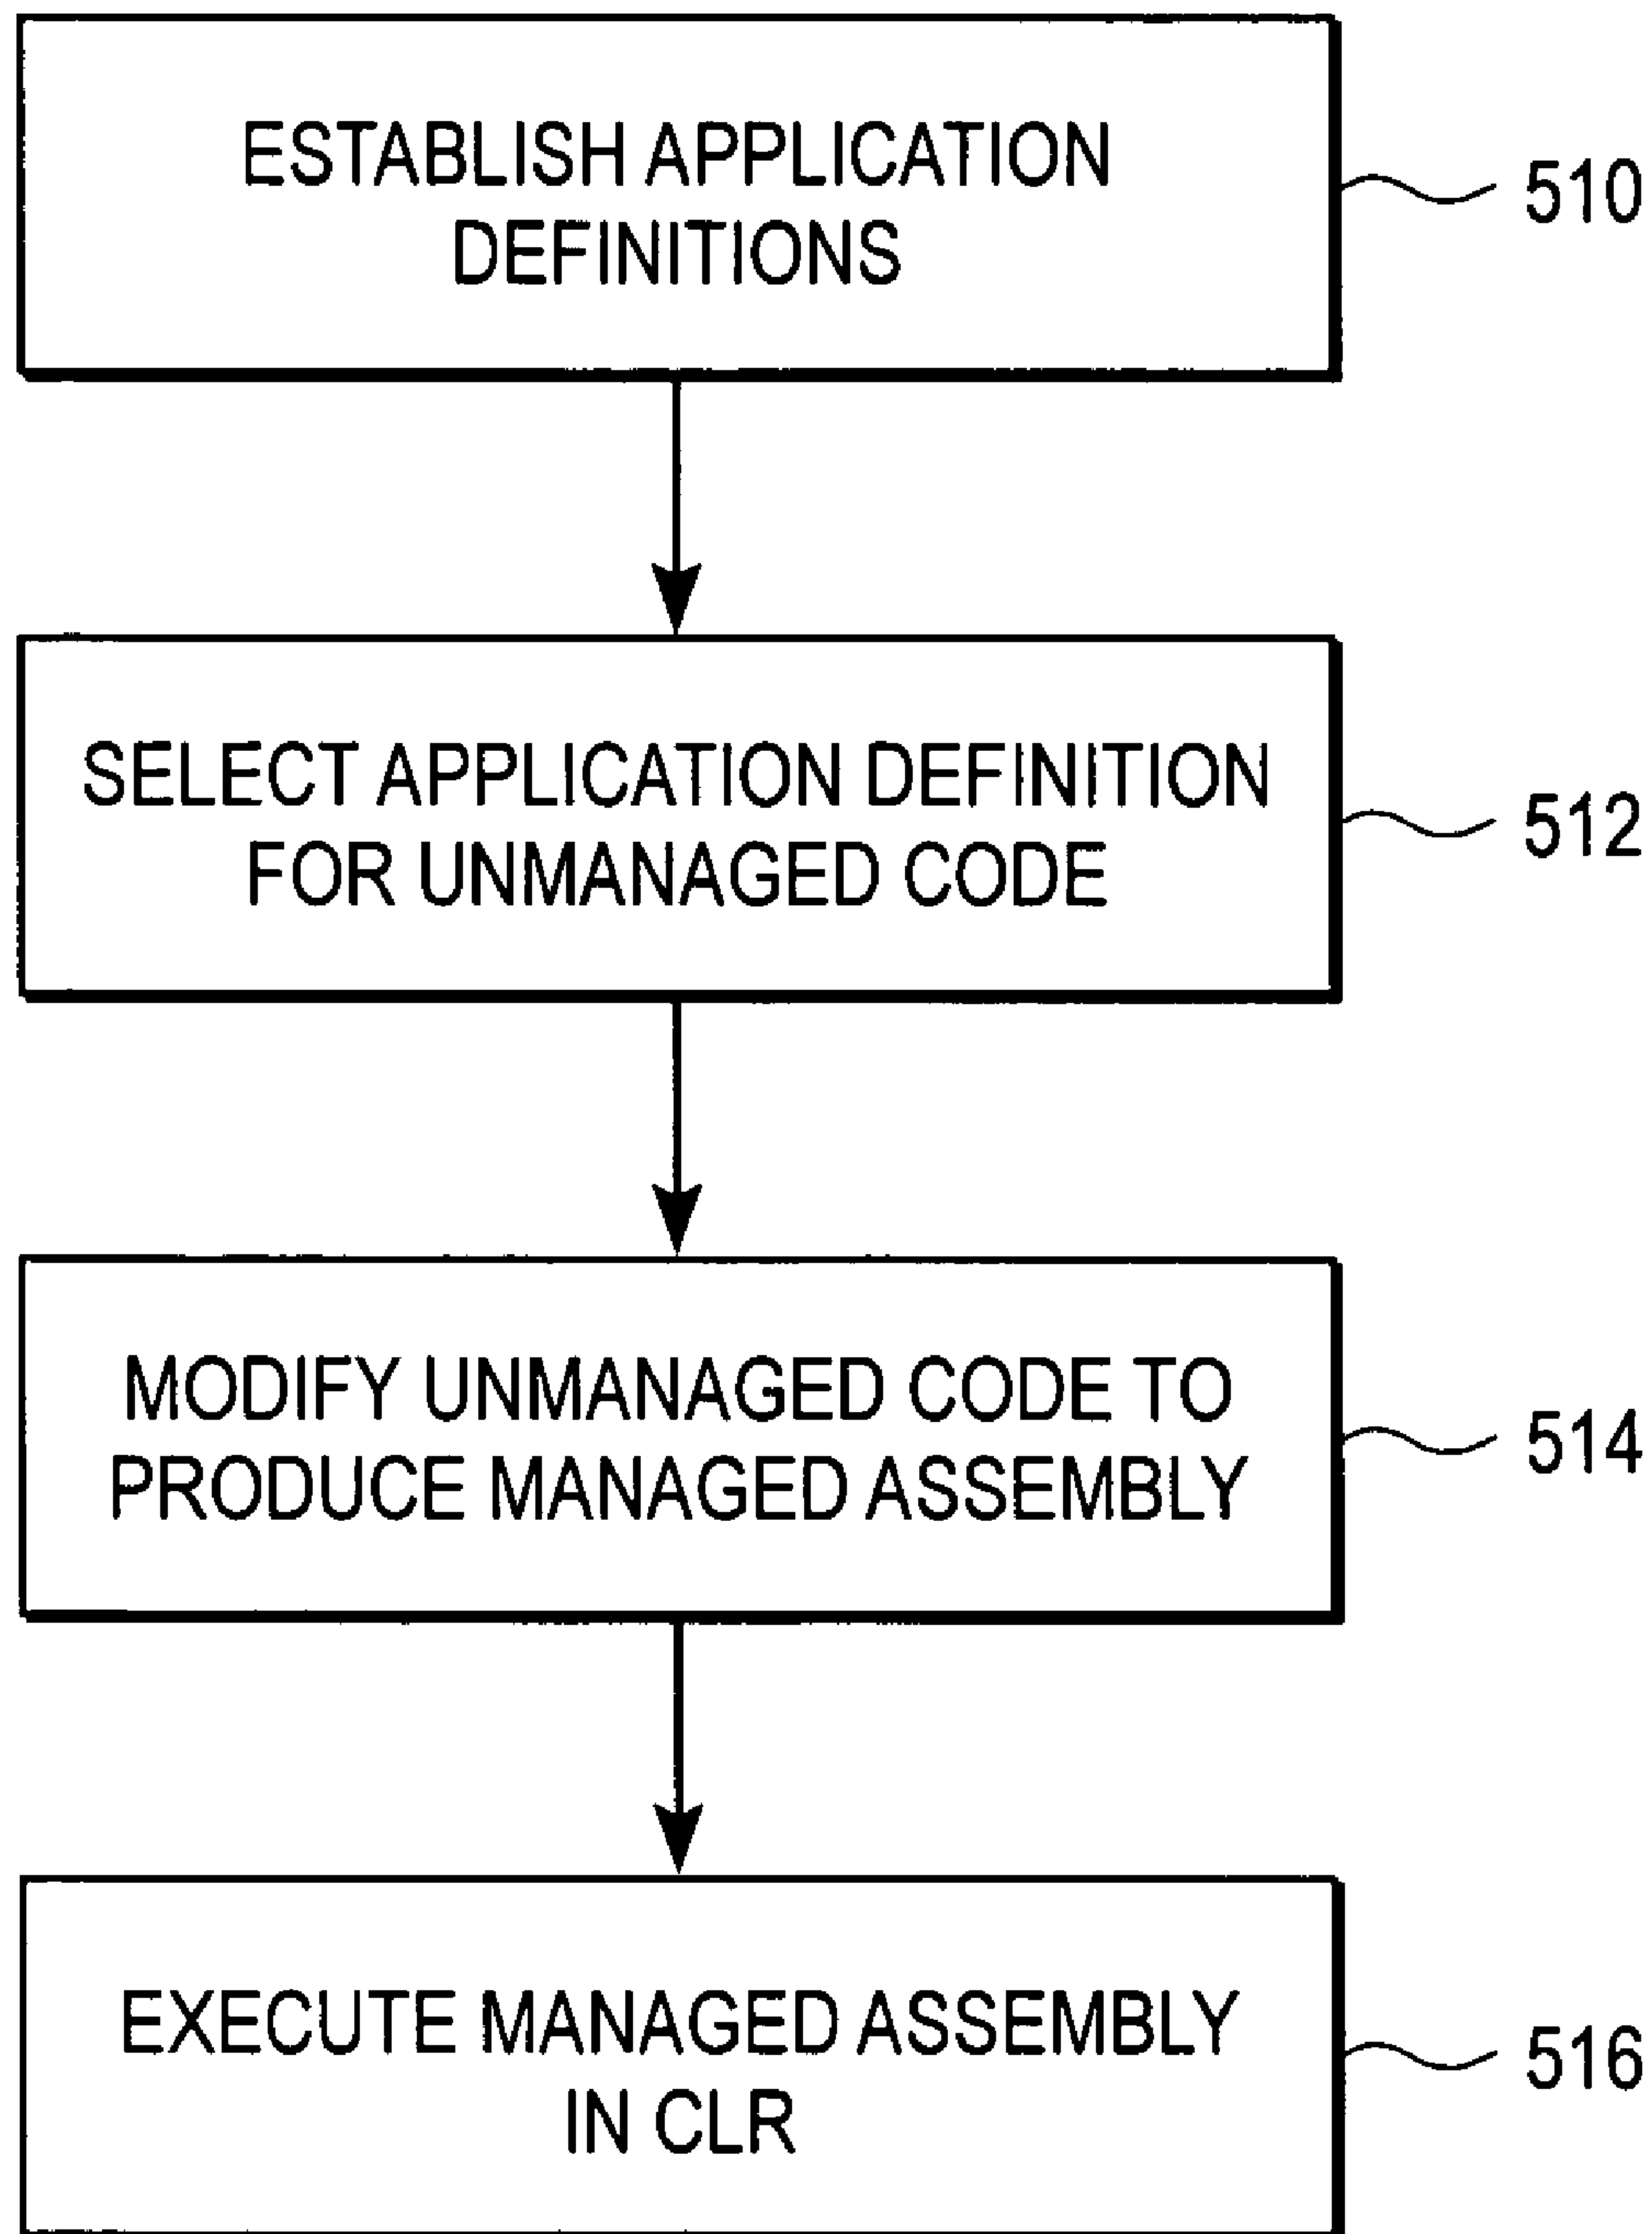 ESTABLISH APPLICATION
DEFINITIONS
510
SELECT APPLICATION DEFINITION
FOR UNMANAGED CODE
512
MODIFY UNMANAGED CODE TO
PRODUCE MANAGED ASSEMBLY
514
EXECUTE MANAGED ASSEMBLY
IN CLR
516